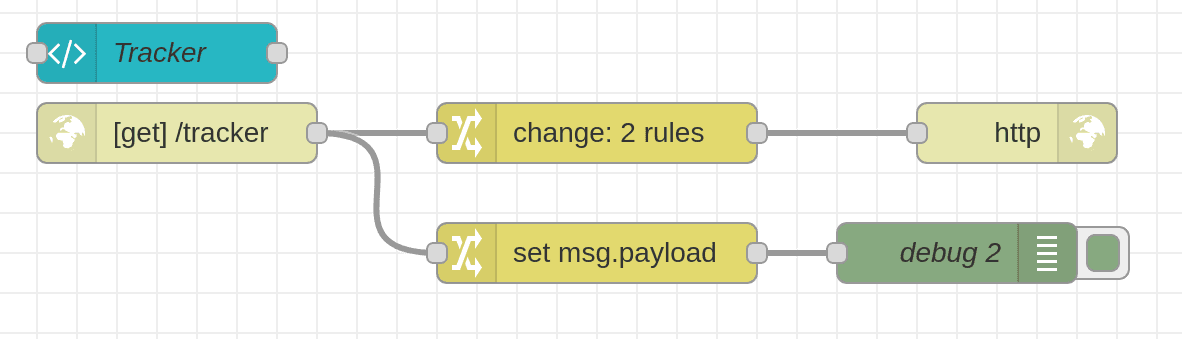 Tracker
[get] /tracker
change: 2 rules
http
set msg.payload
debug 2